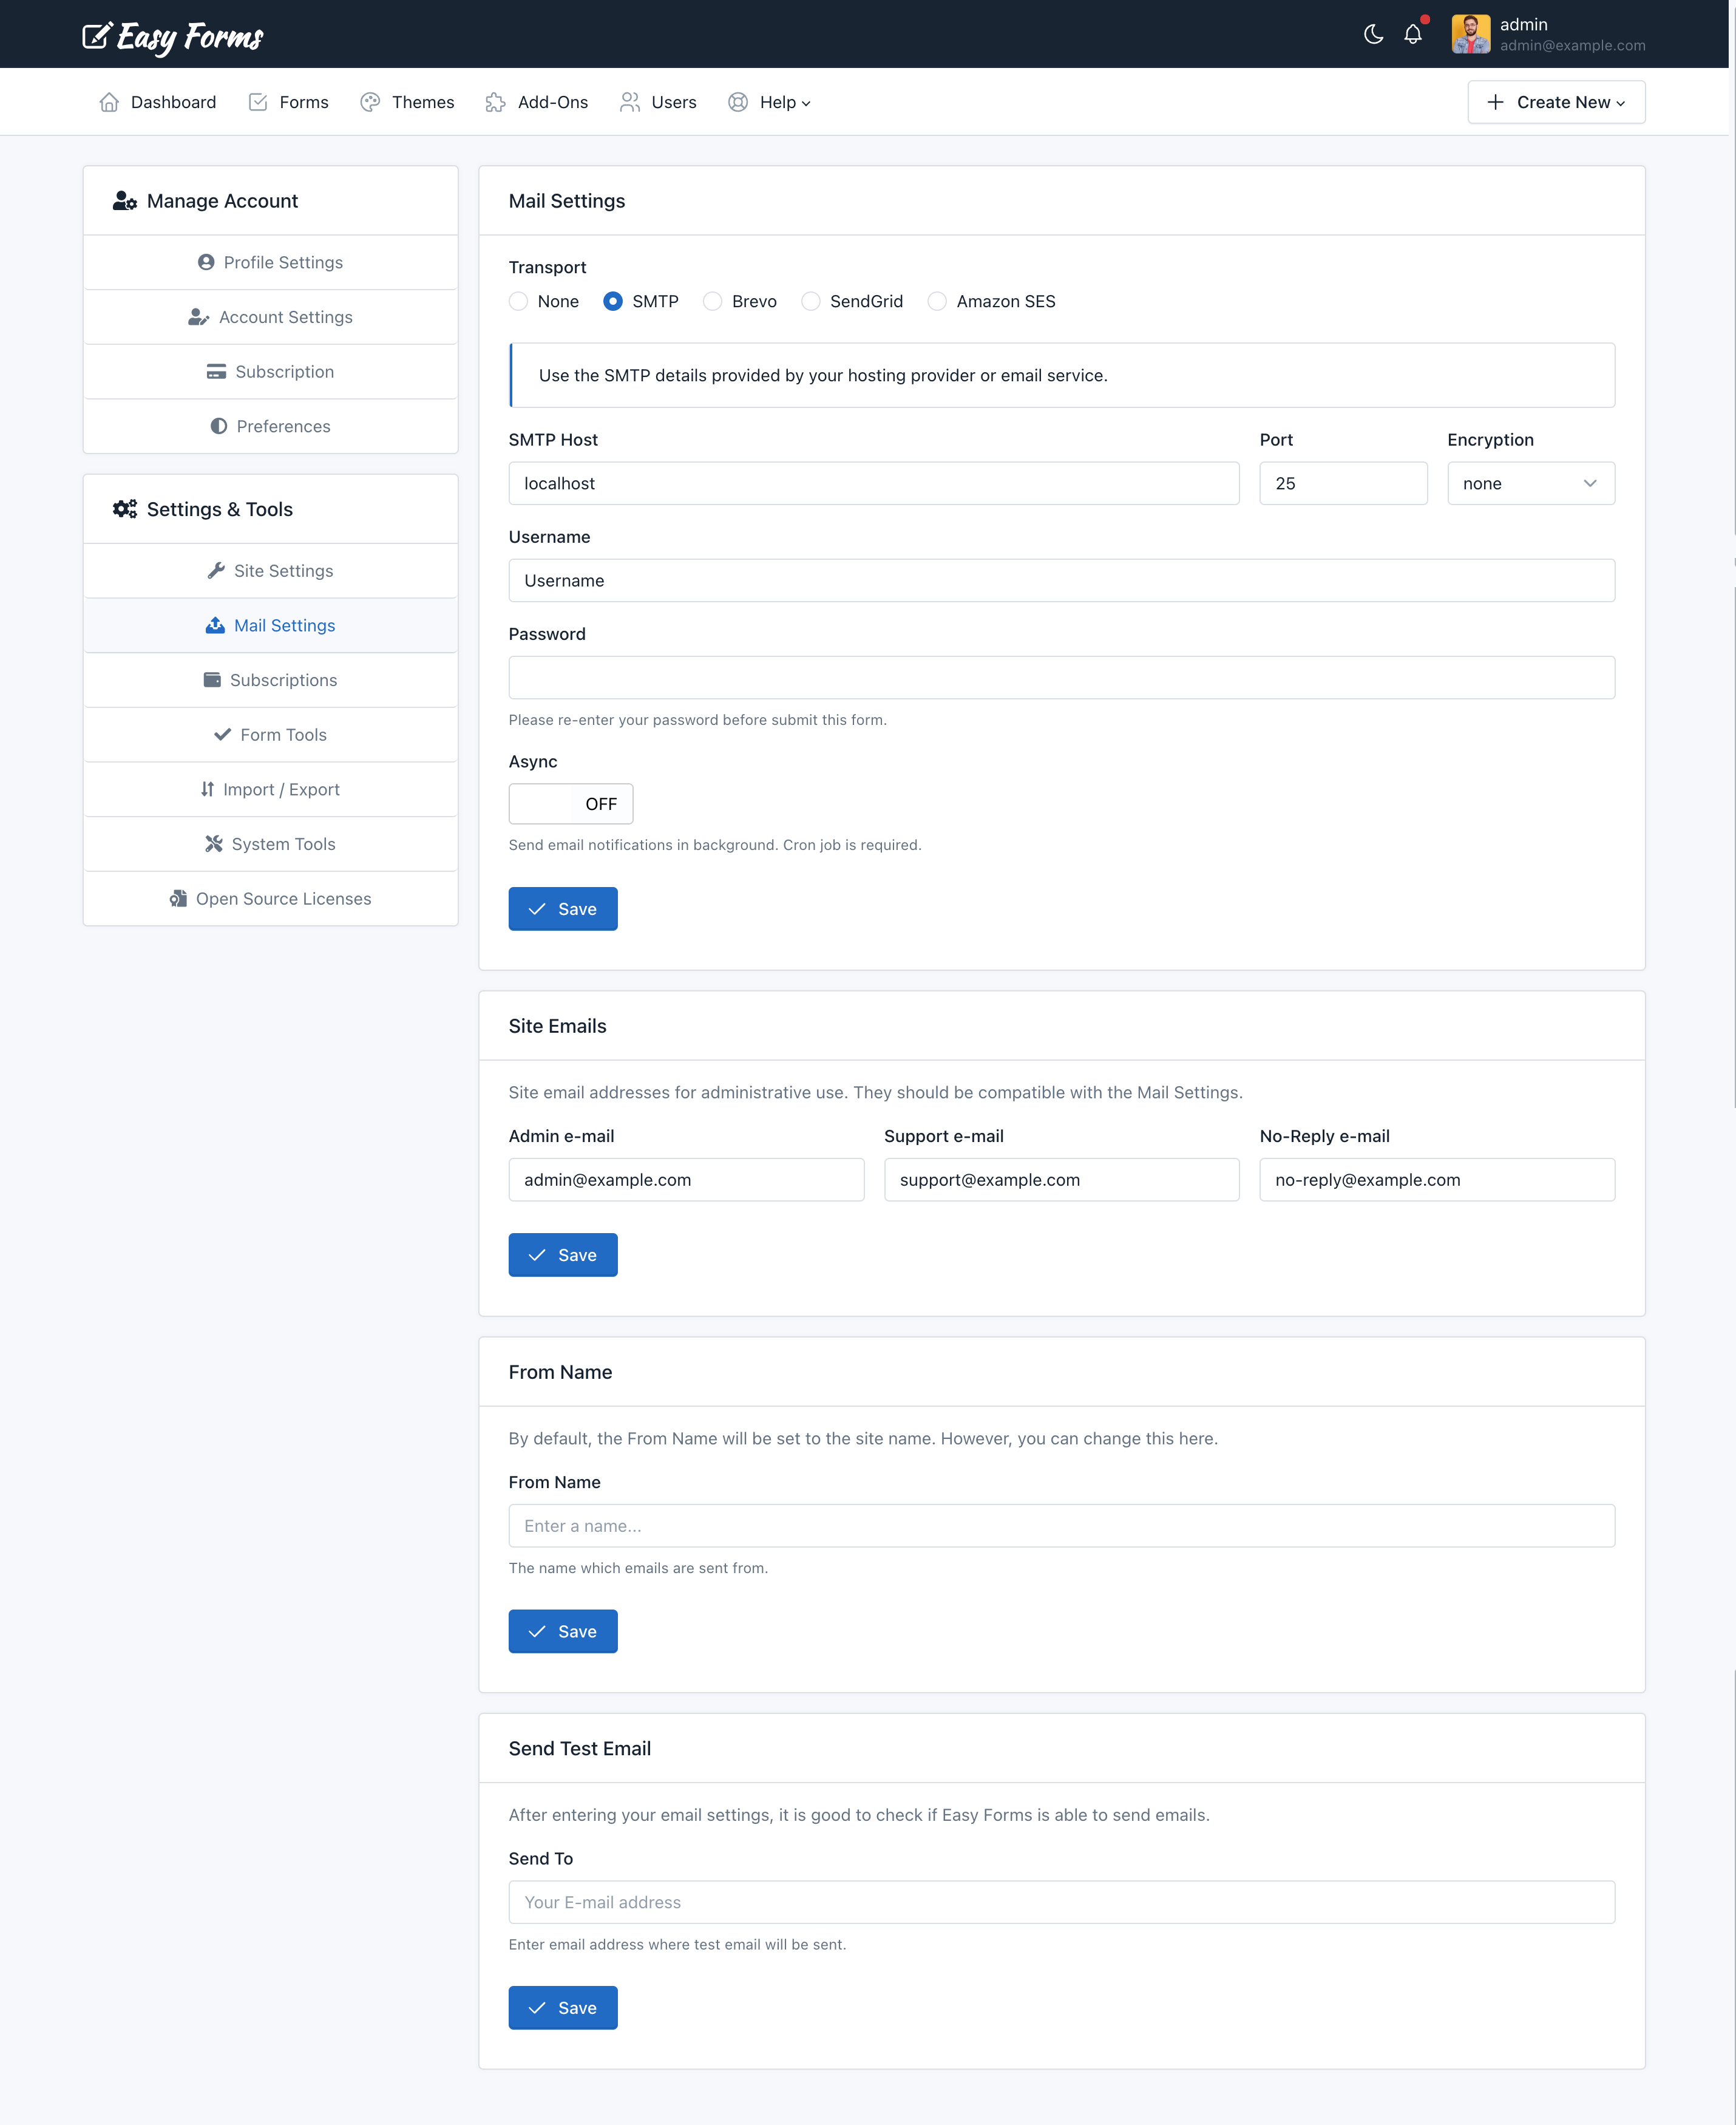 Easy Forms
admin
admin@example.com
Dashboard
Forms
Themes
Add-Ons
Users
Help
Create New
Manage Account
Profile Settings
Account Settings
Subscription
Preferences
Settings & Tools
Site Settings
Mail Settings
Subscriptions
Form Tools
Import / Export
System Tools
Open Source Licenses
Mail Settings
Transport
None
SMTP
Brevo
SendGrid
Amazon SES
Use the SMTP details provided by your hosting provider or email service.
SMTP Host
Port
Encryption
localhost
25
none
Username
Username
Password
Please re-enter your password before submit this form.
Async
OFF
Send email notifications in background. Cron job is required.
Save
Site Emails
Site email addresses for administrative use. They should be compatible with the Mail Settings.
Admin e-mail
Support e-mail
No-Reply e-mail
admin@example.com
support@example.com
no-reply@example.com
Save
From Name
By default, the From Name will be set to the site name. However, you can change this here.
From Name
Enter a name...
The name which emails are sent from.
Save
Send Test Email
After entering your email settings, it is good to check if Easy Forms is able to send emails.
Send To
Your E-mail address
Enter email address where test email will be sent.
Save